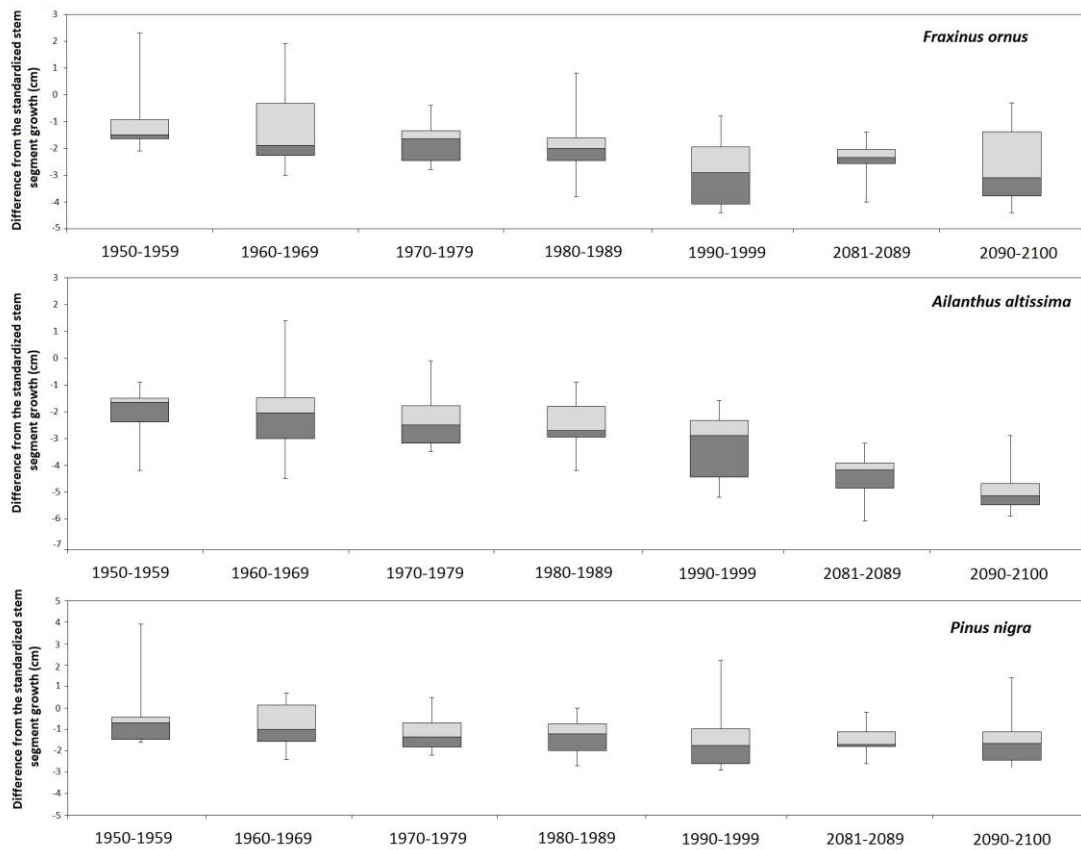 Difference from the standardized stem
segment growth (cm)
3
2
1
0
-1
-2
-3
-4
-5
Fraxinus ornus
1950-1959 1960-1969 1970-1979 1980-1989 1990-1999 2081-2089 2090-2100
Difference from the standardized stem
segment growth (cm)
3
2
1
0
-1
-2
-3
-4
-5
-6
-7
Ailanthus altissima
1950-1959 1960-1969 1970-1979 1980-1989 1990-1999 2081-2089 2090-2100
Difference from the standardized stem
segment growth (cm)
5
4
3
2
1
0
-1
-2
-3
-5
Pinus nigra
1950-1959 1960-1969 1970-1979 1980-1989 1990-1999 2081-2089 2090-2100